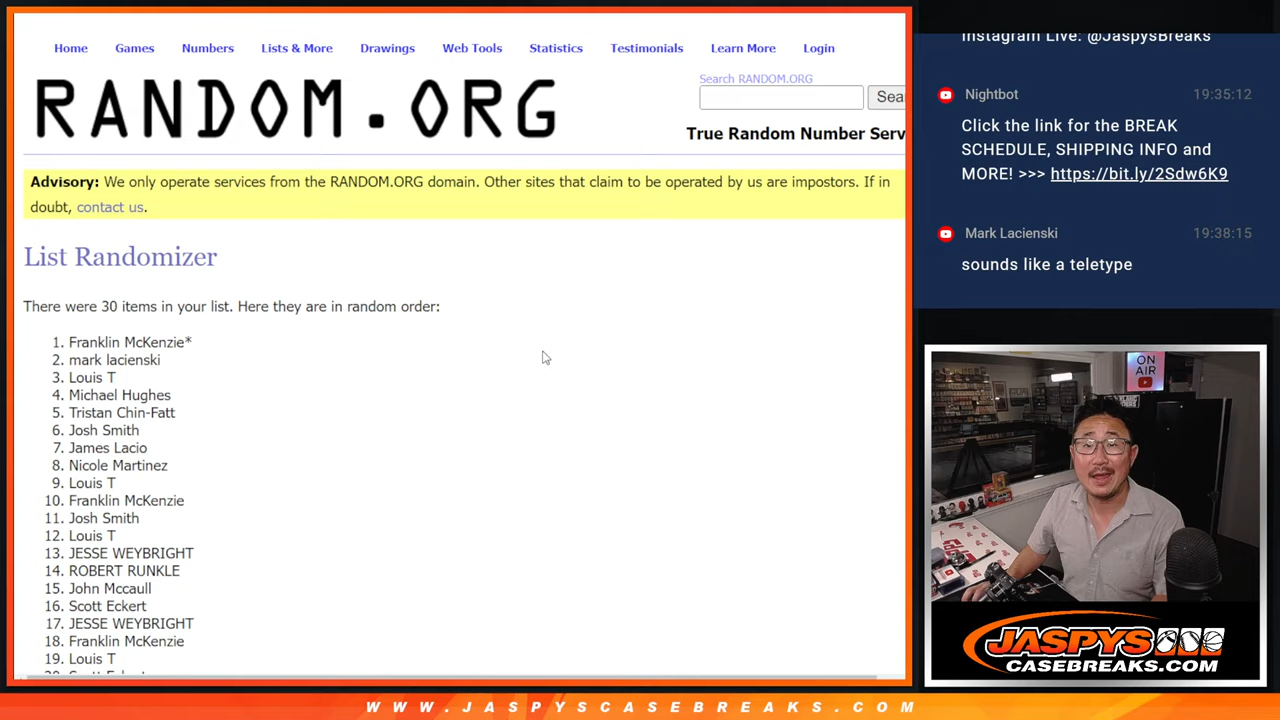 Home Games Numbers Lists & More Drawings Web Tools Statistics Testimonials Learn More Login
RANDOM.ORG
Search RANDOM.ORG
Sea
True Random Number Serv
Advisory: We only operate services from the RANDOM.ORG domain. Other sites that claim to be operated by us are impostors. If in
doubt, contact us.
List Randomizer
There were 30 items in your list. Here they are in random order:
1. Franklin McKenzie*
2. mark lacienski
3. Louis T
4. Michael Hughes
5. Tristan Chin-Fatt
6. Josh Smith
7. James Lacio
8. Nicole Martinez
9. Louis T
10. Franklin McKenzie
11. Josh Smith
12. Louis T
13. JESSE WEYBRIGHT
14. ROBERT RUNKLE
15. John Mccaull
16. Scott Eckert
17. JESSE WEYBRIGHT
18. Franklin McKenzie
19. Louis T
Instagram Live: @JaspysBreaks
Nightbot 19:35:12
Click the link for the BREAK
SCHEDULE, SHIPPING INFO and
MORE! >>> https://bit.ly/2Sdw6K9
Mark Lacienski 19:38:15
sounds like a teletype
ON
AIR
JASPYS
CASEBREAKS.COM
WWW.JASPYSCASEBREAKS.COM